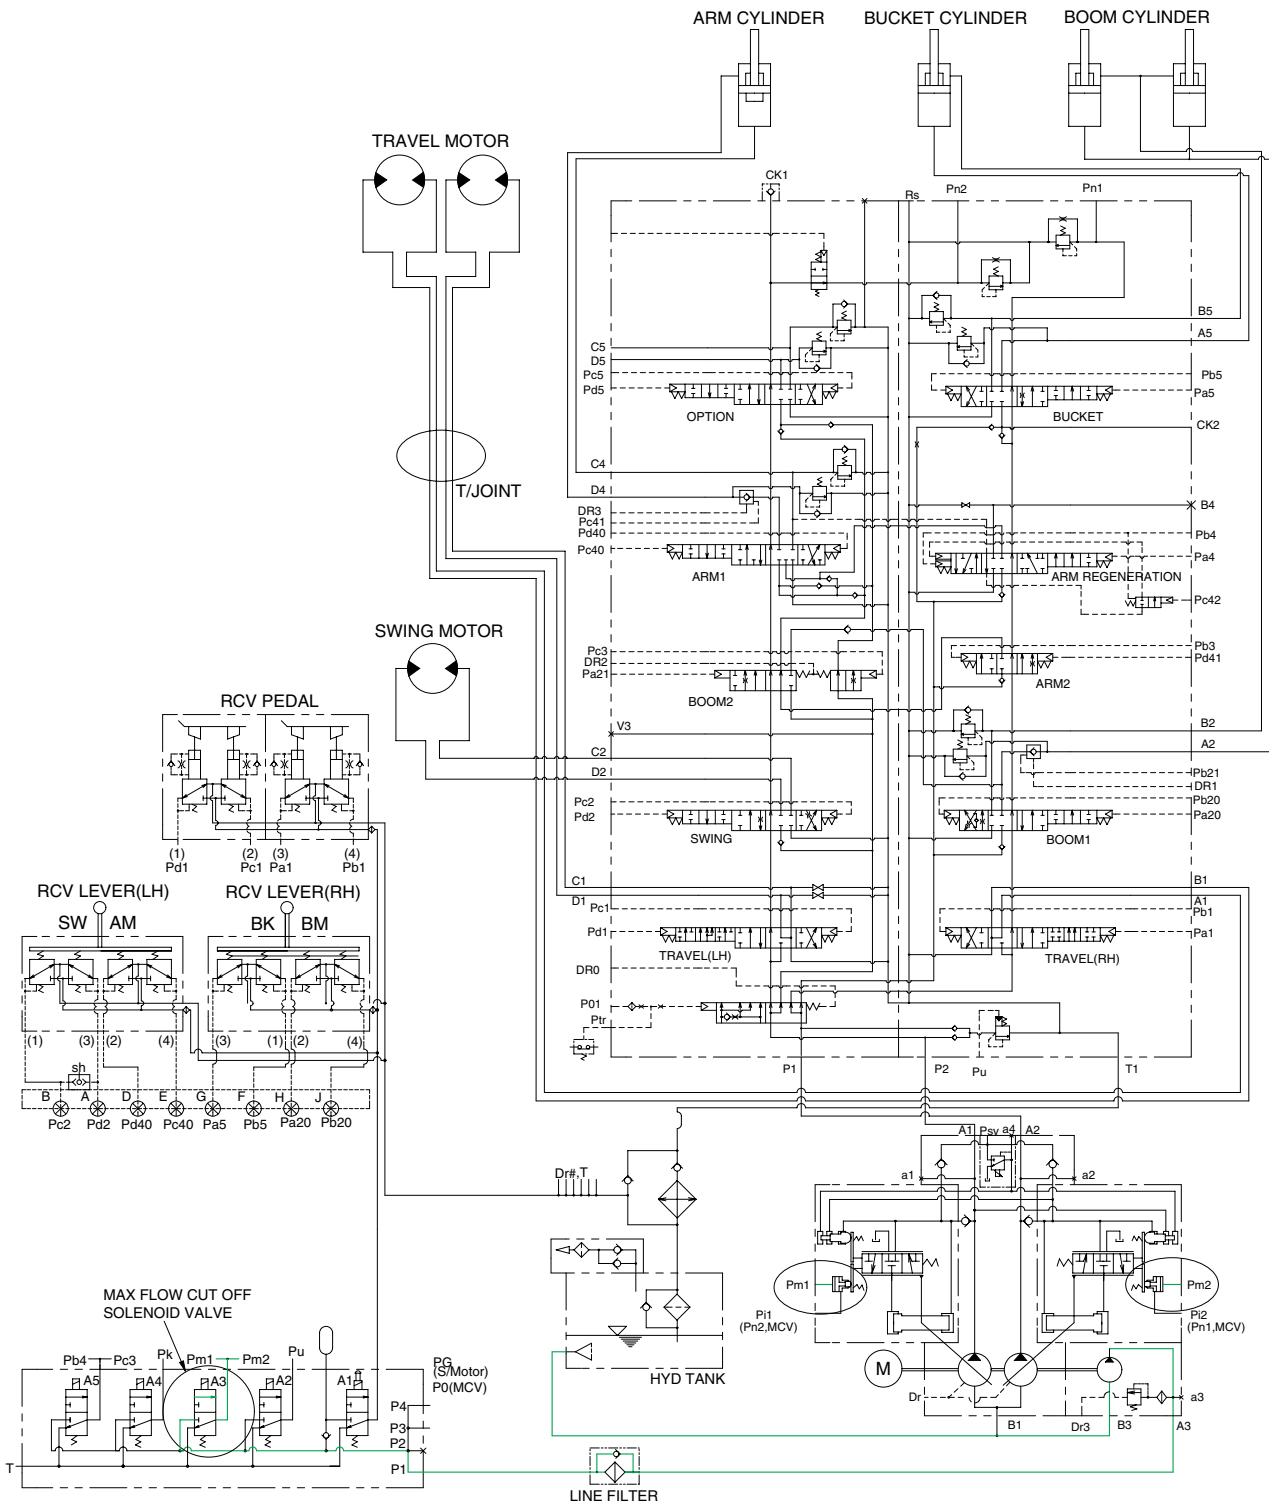 ARM CYLINDER
BUCKET CYLINDER
BOOM CYLINDER
TRAVEL MOTOR
CK1
Rs
Pn2
Pn1
B5
A5
C5
D5
Pc5
Pd5
Pb5
Pa5
OPTION
BUCKET
CK2
T/JOINT
C4
D4
DR3
Pc41
Pd40
Pc40
B4
Pb4
Pa4
ARM1
ARM REGENERATION
Pc42
SWING MOTOR
Pc3
DR2
Pa21
Pb3
Pd41
ARM2
BOOM2
RCV PEDAL
V3
B2
C2
A2
D2
Pb21
DR1
Pc2
Pd2
Pb20
Pa20
SWING
BOOM1
(1)
Pd1
(2)
Pc1
(3)
Pa1
(4)
Pb1
RCV LEVER(LH)
RCV LEVER(RH)
C1
B1
D1
Pc1
A1
Pb1
SW
AM
BK
BM
Pd1
Pa1
TRAVEL(LH)
TRAVEL(RH)
DR0
P01
Ptr
(1)
(3)
(2)
(4)
(3)
(1)
(2)
(4)
P1
P2
Pu
T1
sh
B
A
D
E
G
F
H
J
Pc2
Pd2
Pd40
Pc40
Pa5
Pb5
Pa20
Pb20
A1
Psv
a4
A2
Dr#,T
a1
a2
MAX FLOW CUT OFF
SOLENOID VALVE
Pm1
Pm2
Pi1
(Pn2,MCV)
Pi2
(Pn1,MCV)
Pb4
Pc3
Pk
Pm1
Pm2
Pu
PG
(S/Motor)
P0(MCV)
HYD TANK
M
A5
A4
A3
A2
A1
Dr
a3
P4
P3
P2
B1
Dr3
B3
A3
T
P1
LINE FILTER